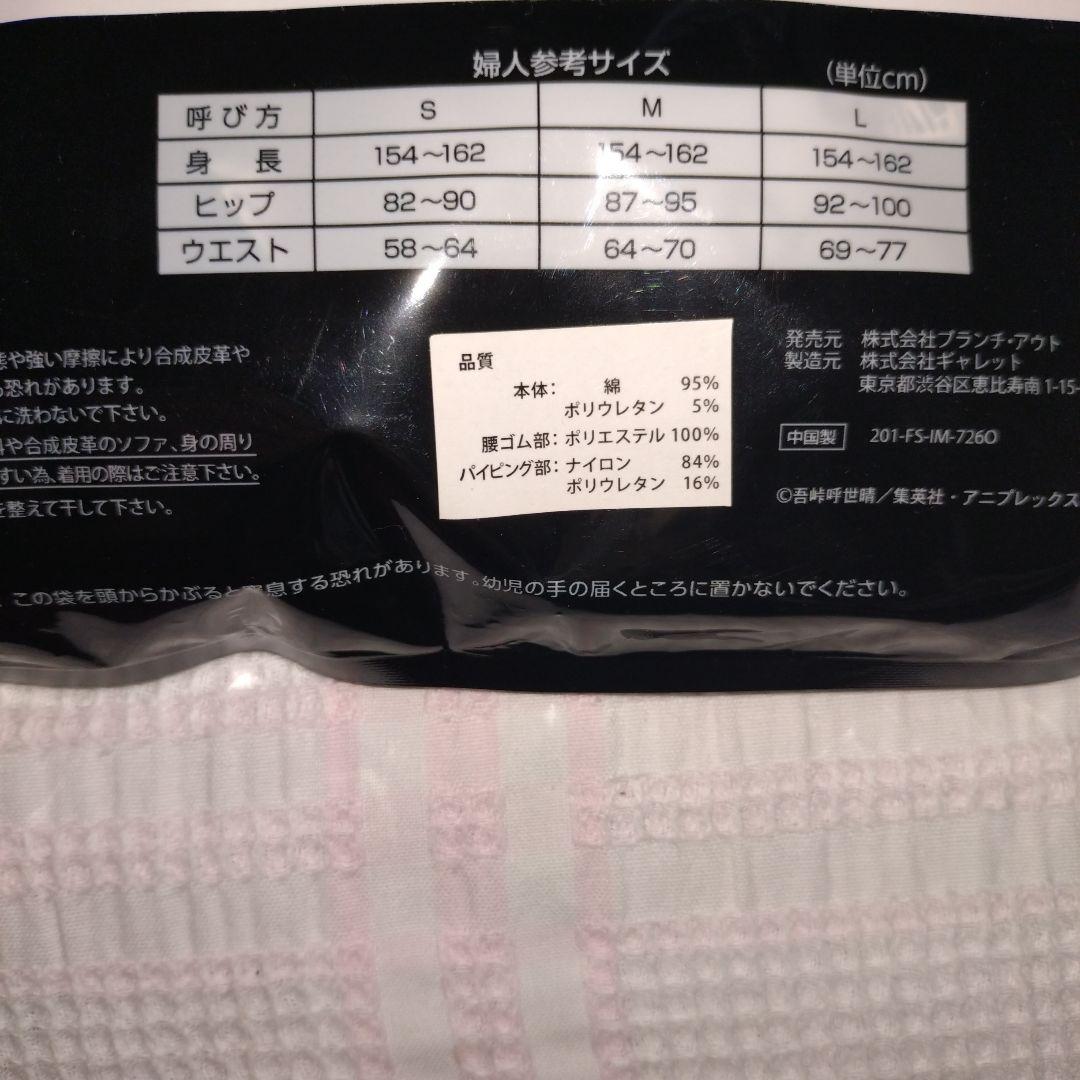 婦人参考サイズ
(単位cm)
呼び方 S M L
身長 154～162 154～162 154～162
ヒップ 82～90 87～95 92～100
ウエスト 58～64 64～70 69～77
や強い摩擦により合成皮革や
恐れがあります。
に洗わないで下さい。
や合成皮革のソファ、身の周り
すい為、着用の際はご注意下さい。
を整えて干して下さい。
品質
本体: 綿 95%
ポリウレタン 5%
腰ゴム部: ポリエステル 100%
パイピング部: ナイロン 84%
ポリウレタン 16%
発売元 株式会社ブランチ・アウト
製造元 株式会社ギャレット
東京都渋谷区恵比寿南1-15-
中国製 201-FS-IM-726O
©吾峠呼世晴／集英社・アニプレックス
この袋を頭からかぶると窒息する恐れがあります。幼児の手の届くところに置かないでください。